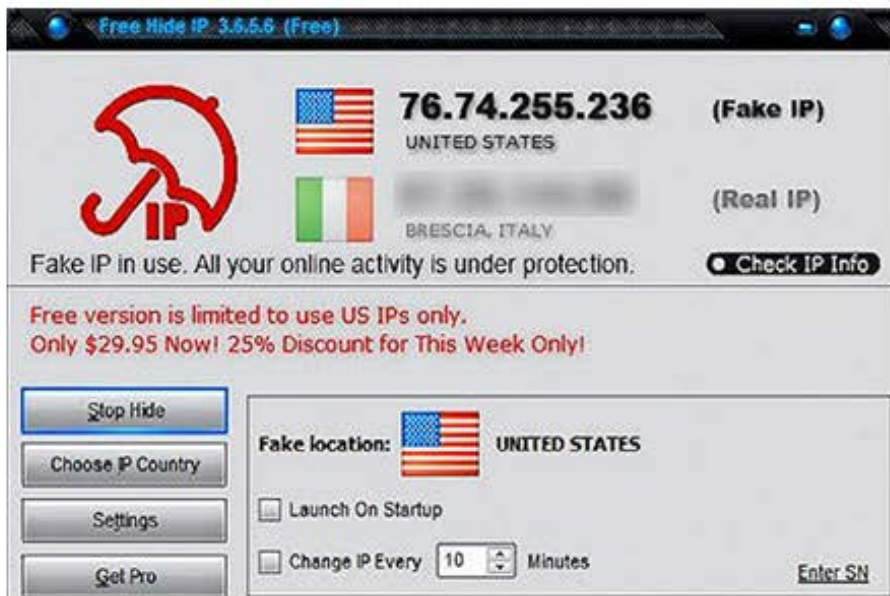 Free Hide IP 3.6.5.6 (Free)
76.74.255.236 (Fake IP)
UNITED STATES
(Real IP)
BRESCIA, ITALY
IP
Fake IP in use. All your online activity is under protection.
Check IP Info
Free version is limited to use US IPs only.
Only $29.95 Now! 25% Discount for This Week Only!
Stop Hide
Choose IP Country
Settings
Get Pro
Fake location: UNITED STATES
Launch On Startup
Change IP Every 10 Minutes
Enter SN